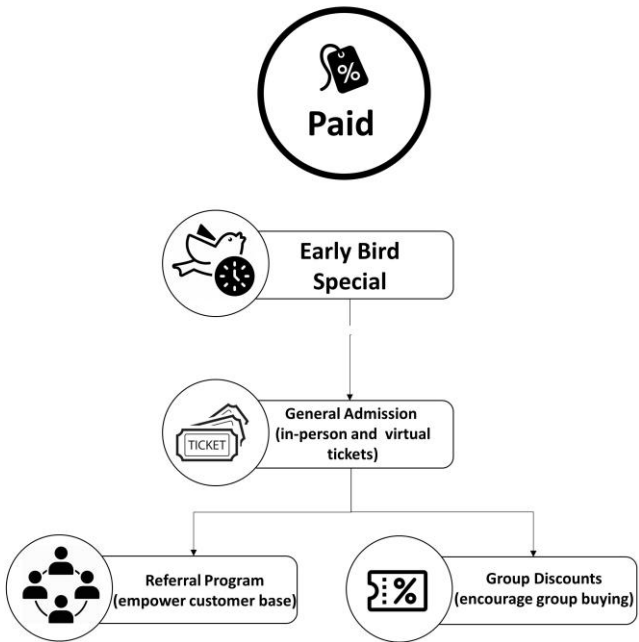 %
Paid
Early Bird
Special
General Admission
(in-person and virtual
tickets)
TICKET
Referral Program
(empower customer base)
%
Group Discounts
(encourage group buying)